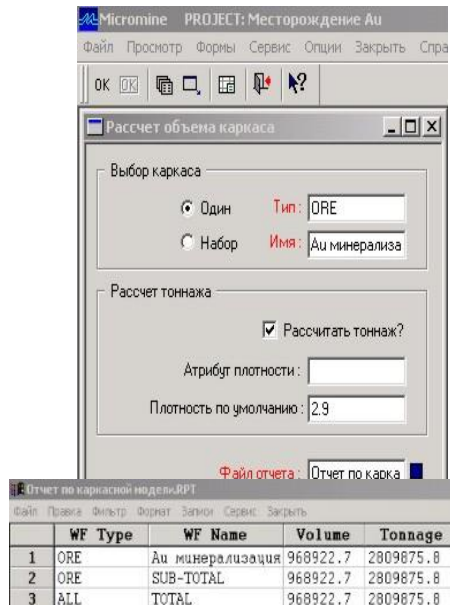 Micromine PROJECT: Месторождение Au
Файл Просмотр Формы Сервис Опции Закрыть Спра
OK OK
Рассчет объема каркаса
Выбор каркаса
Один Тип: ORE
Набор Имя: Au минерализа
Рассчет тоннажа
Рассчитать тоннаж?
Атрибут плотности:
Плотность по умолчанию: 2.9
Файл отчета: Отчет по карка
Отчет по каркасной модели.RPT
Файл Правка Фильтр Формат Записи Сервис Закрыть
WF Type WF Name Volume Tonnage
1 ORE Au минерализация 968922.7 2809875.8
2 ORE SUB-TOTAL 968922.7 2809875.8
3 ALL TOTAL 968922.7 2809875.8